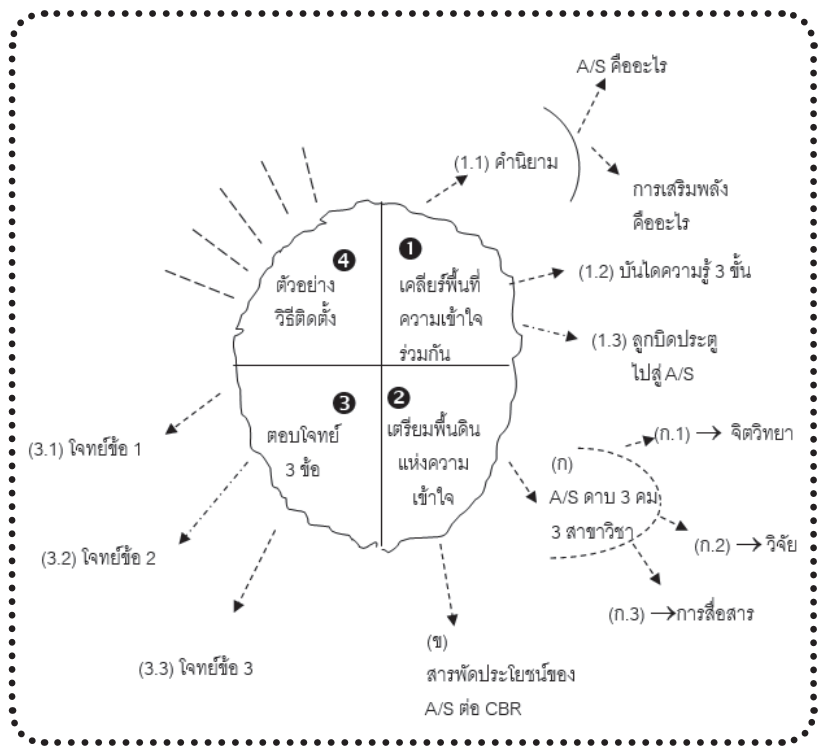 A/S คืออะไร
(1.1) คำนิยาม
การเสริมพลัง
คืออะไร
❹
ตัวอย่าง
วิธีติดตั้ง
❶
เคลียร์พื้นที่
ความเข้าใจ
ร่วมกัน
(1.2) บันไดความรู้ 3 ขั้น
(1.3) ลูกบิดประตู
ไปสู่ A/S
❸
ตอบโจทย์
3 ข้อ
❷
เตรียมพื้นดิน
แห่งความ
เข้าใจ
(3.1) โจทย์ข้อ 1
(3.2) โจทย์ข้อ 2
(3.3) โจทย์ข้อ 3
(ก)
A/S ดาบ 3 คม
3 สาขาวิชา
(ก.1) → จิตวิทยา
(ก.2) → วิจัย
(ก.3) →การสื่อสาร
(ข)
สารพัดประโยชน์ของ
A/S ต่อ CBR